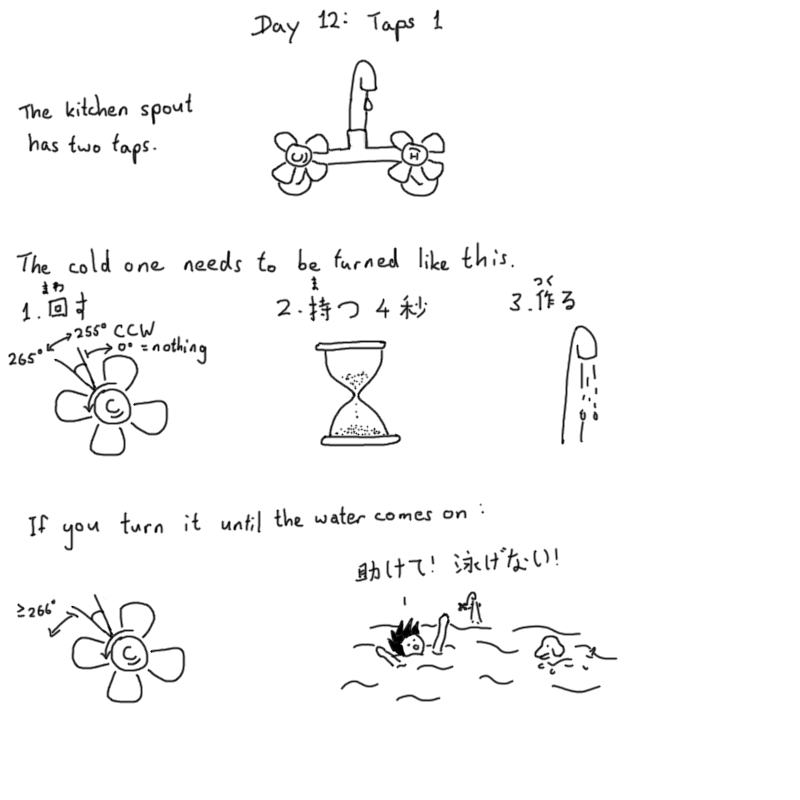 Day 12: Taps 1
The kitchen spout
has two taps.
C
H
The cold one needs to be turned like this.
まわ
1. 回す
ま
2. 持つ 4 秒
つく
3. 作る
255° CCW
265°
0° = nothing
C
If you turn it until the water comes on:
助けて! 泳げない!
≥266°
C